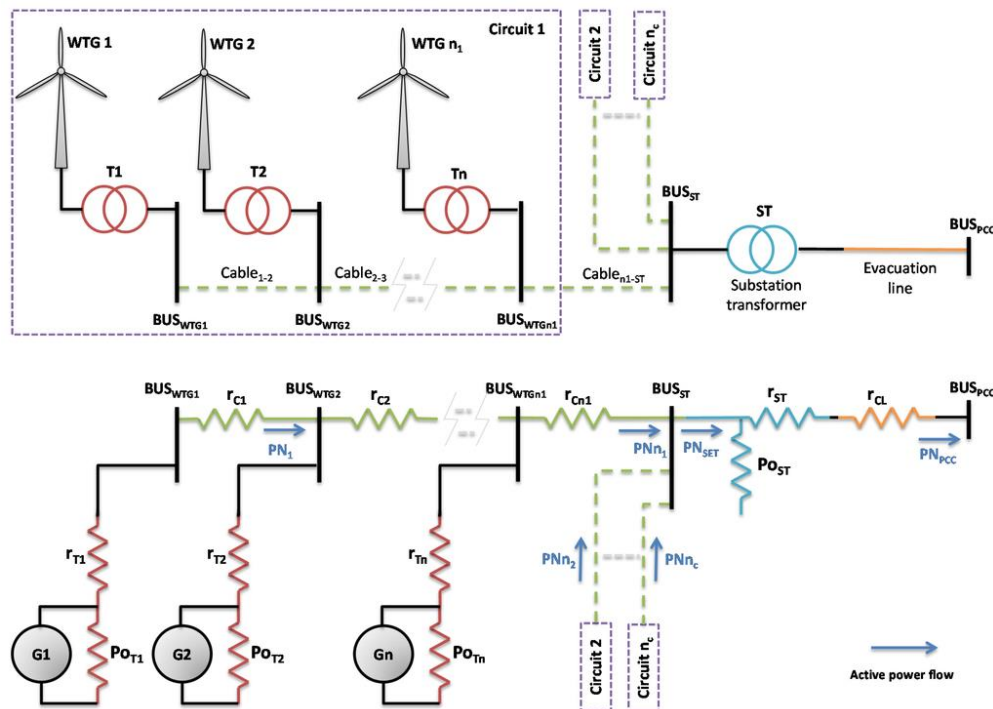 WTG 1
WTG 2
WTG n1
Circuit 1
Circuit 2
Circuit nc
T1
T2
Tn
BUSST
ST
BUSPCC
Cable1-2
Cable2-3
Cablen1-ST
Substation
transformer
Evacuation
line
BUSWTG1
BUSWTG2
BUSWTGn1
BUSWTG1
BUSWTG2
BUSWTGn1
BUSST
BUSPCC
rC1
rC2
rCn1
rST
rCL
PN1
PNn1
PNSET
PoST
PNPCC
rT1
rT2
rTn
PNn2
PNnc
G1
PoT1
G2
PoT2
Gn
PoTn
Circuit 2
Circuit nc
Active power flow